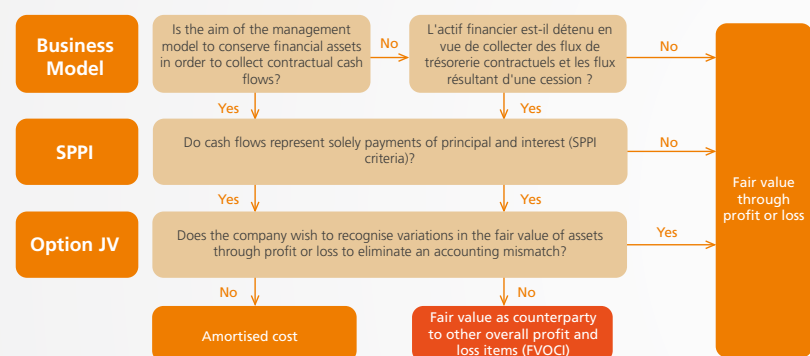 Business
Model
Is the aim of the management
model to conserve financial assets
in order to collect contractual cash
flows?
No
L'actif financier est-il détenu en
vue de collecter des flux de
trésorerie contractuels et les flux
résultant d'une cession ?
No
Yes
Yes
SPPI
Do cash flows represent solely payments of principal and interest (SPPI
criteria)?
No
Fair value
through
profit or loss
Yes
Yes
Option JV
Does the company wish to recognise variations in the fair value of assets
through profit or loss to eliminate an accounting mismatch?
Yes
No
No
Amortised cost
Fair value as counterparty
to other overall profit and
loss items (FVOCI)